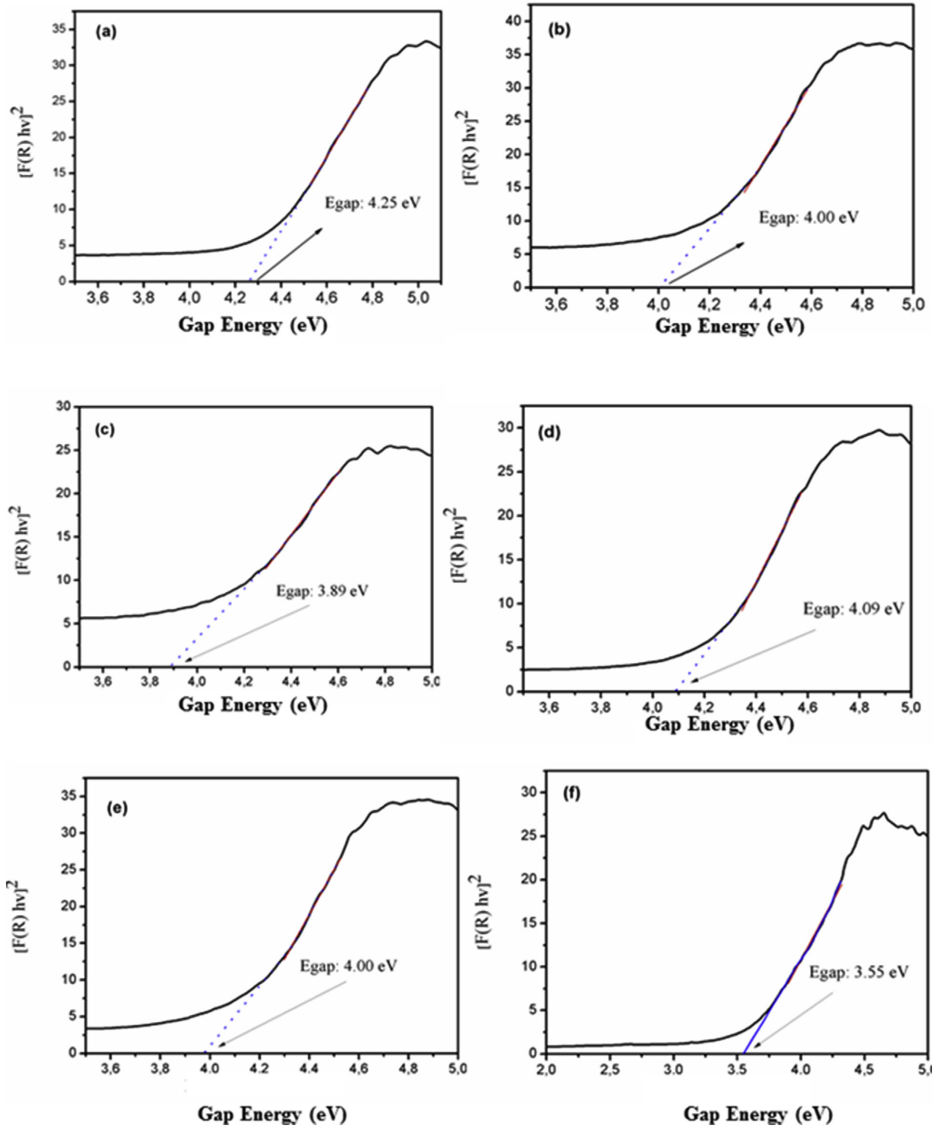 (a)
[F(R) hν]²
35
30
25
20
15
10
5
0
Egap: 4.25 eV
3,6 3,8 4,0 4,2 4,4 4,6 4,8 5,0
Gap Energy (eV)
(b)
[F(R) hν]²
40
35
30
25
20
15
10
5
0
Egap: 4.00 eV
3,6 3,8 4,0 4,2 4,4 4,6 4,8 5,0
Gap Energy (eV)
(c)
[F(R) hν]²
30
25
20
15
10
5
0
Egap: 3.89 eV
3,6 3,8 4,0 4,2 4,4 4,6 4,8 5,0
Gap Energy (eV)
(d)
[F(R) hν]²
30
25
20
15
10
5
0
Egap: 4.09 eV
3,6 3,8 4,0 4,2 4,4 4,6 4,8 5,0
Gap Energy (eV)
(e)
[F(R) hν]²
35
30
25
20
15
10
5
0
Egap: 4.00 eV
3,6 3,8 4.0 4,2 4,4 4,6 4,8 5,0
Gap Energy (eV)
(f)
[F(R) hν]²
30
25
20
15
10
5
0
Egap: 3.55 eV
2,0 2,5 3.0 3.5 4.0 4,5 5,0
Gap Energy (eV)